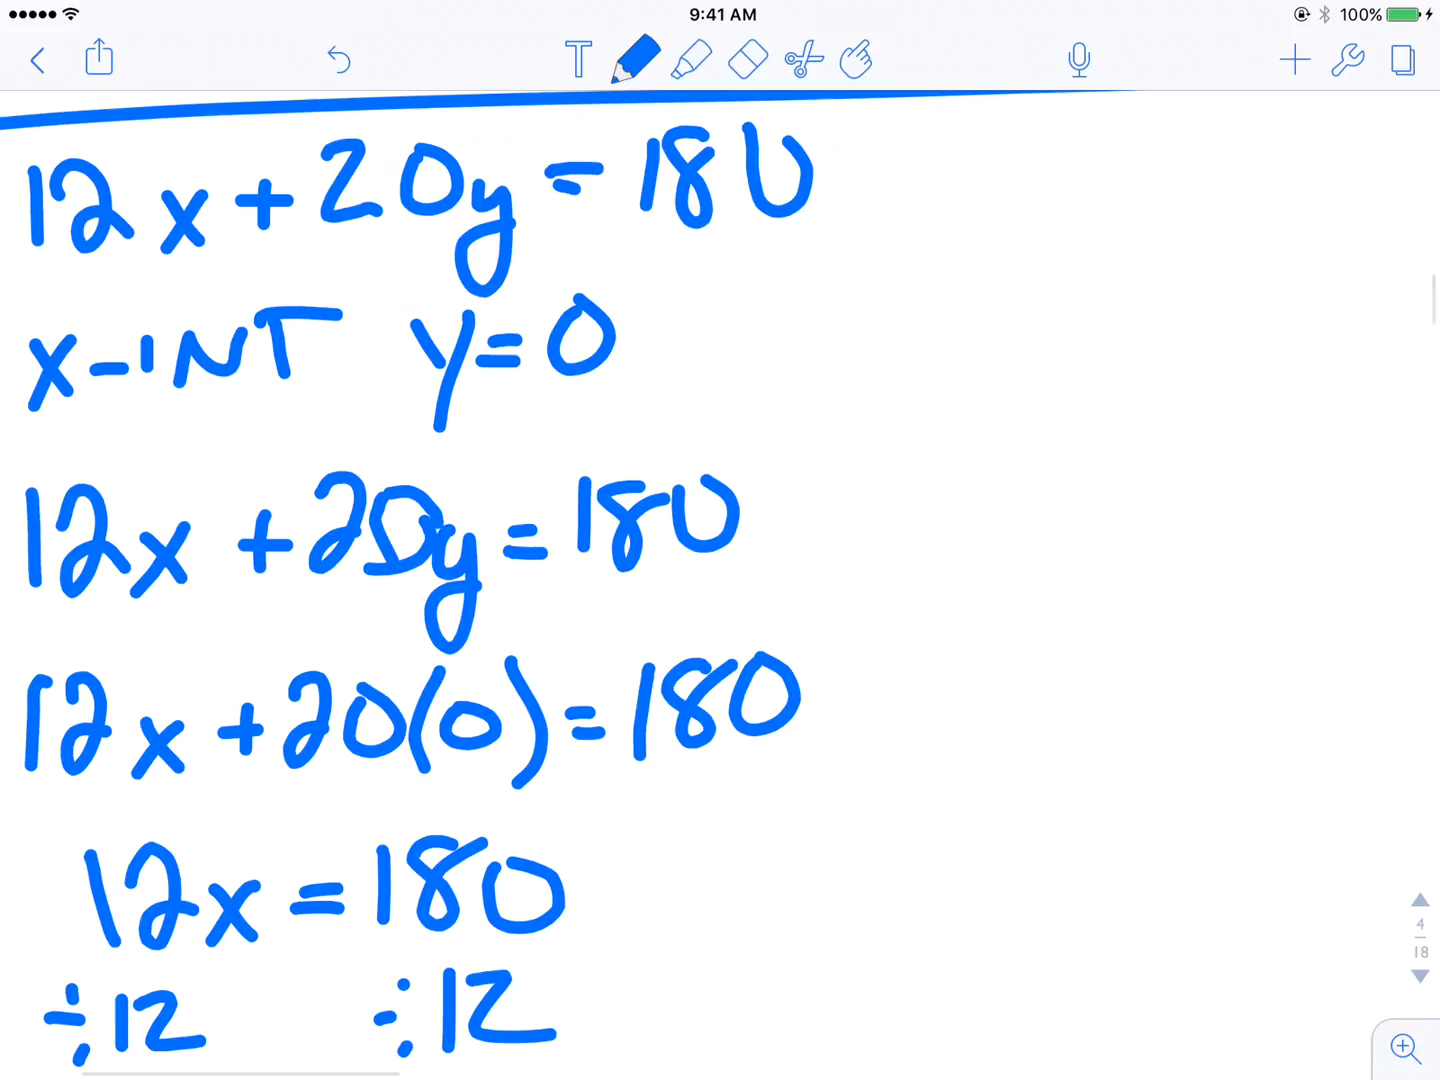 9:41 AM
100%
T
12x + 20y = 180
x-INT y=0
12x + 20y = 180
12x + 20(0) = 180
12x = 180
÷12 ÷12
4
18